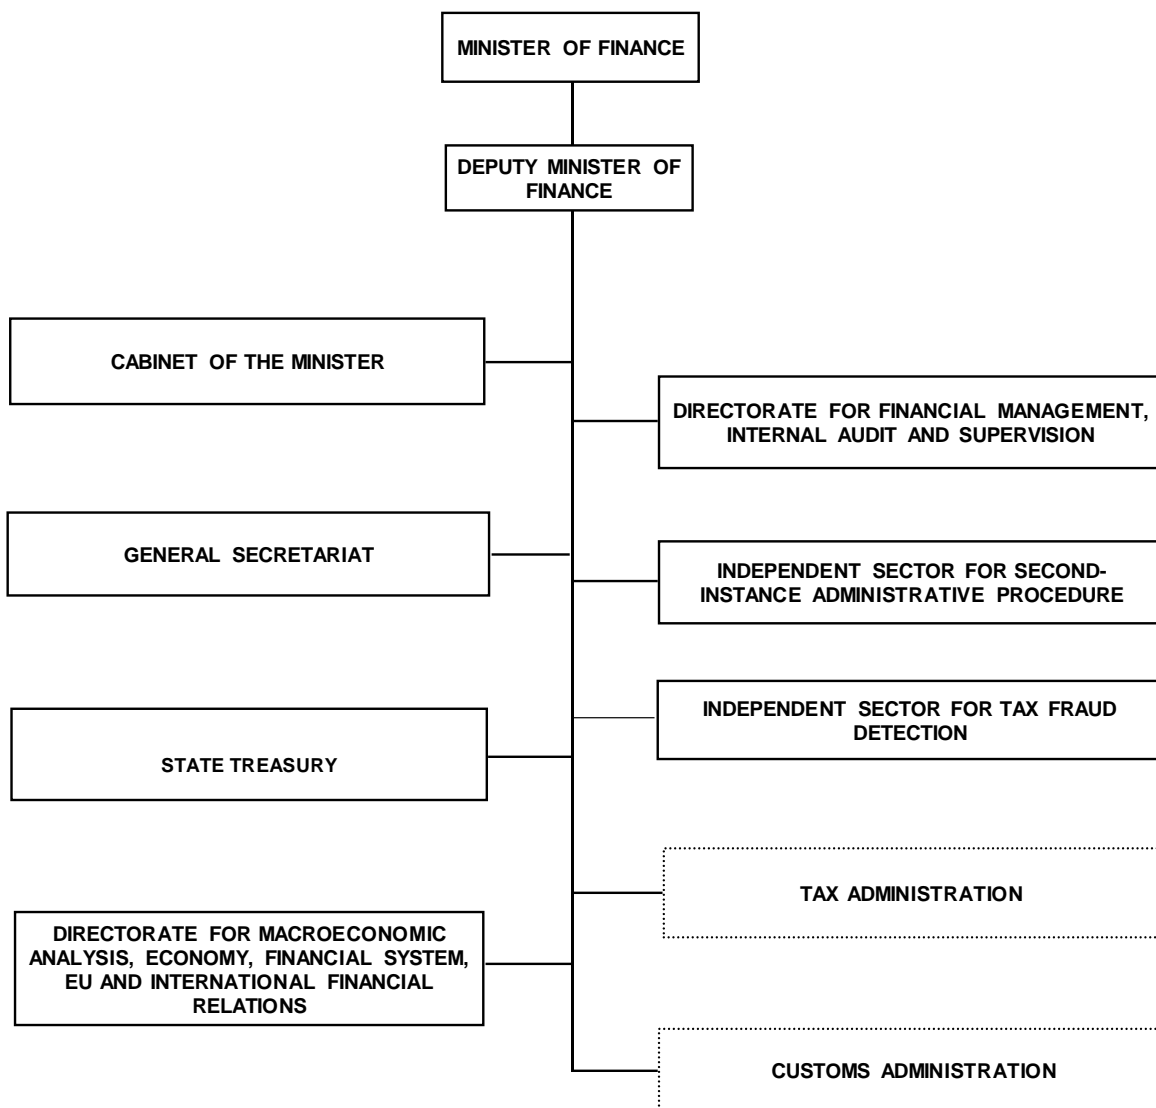 MINISTER OF FINANCE
DEPUTY MINISTER OF
FINANCE
CABINET OF THE MINISTER
DIRECTORATE FOR FINANCIAL MANAGEMENT,
INTERNAL AUDIT AND SUPERVISION
GENERAL SECRETARIAT
INDEPENDENT SECTOR FOR SECOND-
INSTANCE ADMINISTRATIVE PROCEDURE
INDEPENDENT SECTOR FOR TAX FRAUD
DETECTION
STATE TREASURY
TAX ADMINISTRATION
DIRECTORATE FOR MACROECONOMIC
ANALYSIS, ECONOMY, FINANCIAL SYSTEM,
EU AND INTERNATIONAL FINANCIAL
RELATIONS
CUSTOMS ADMINISTRATION